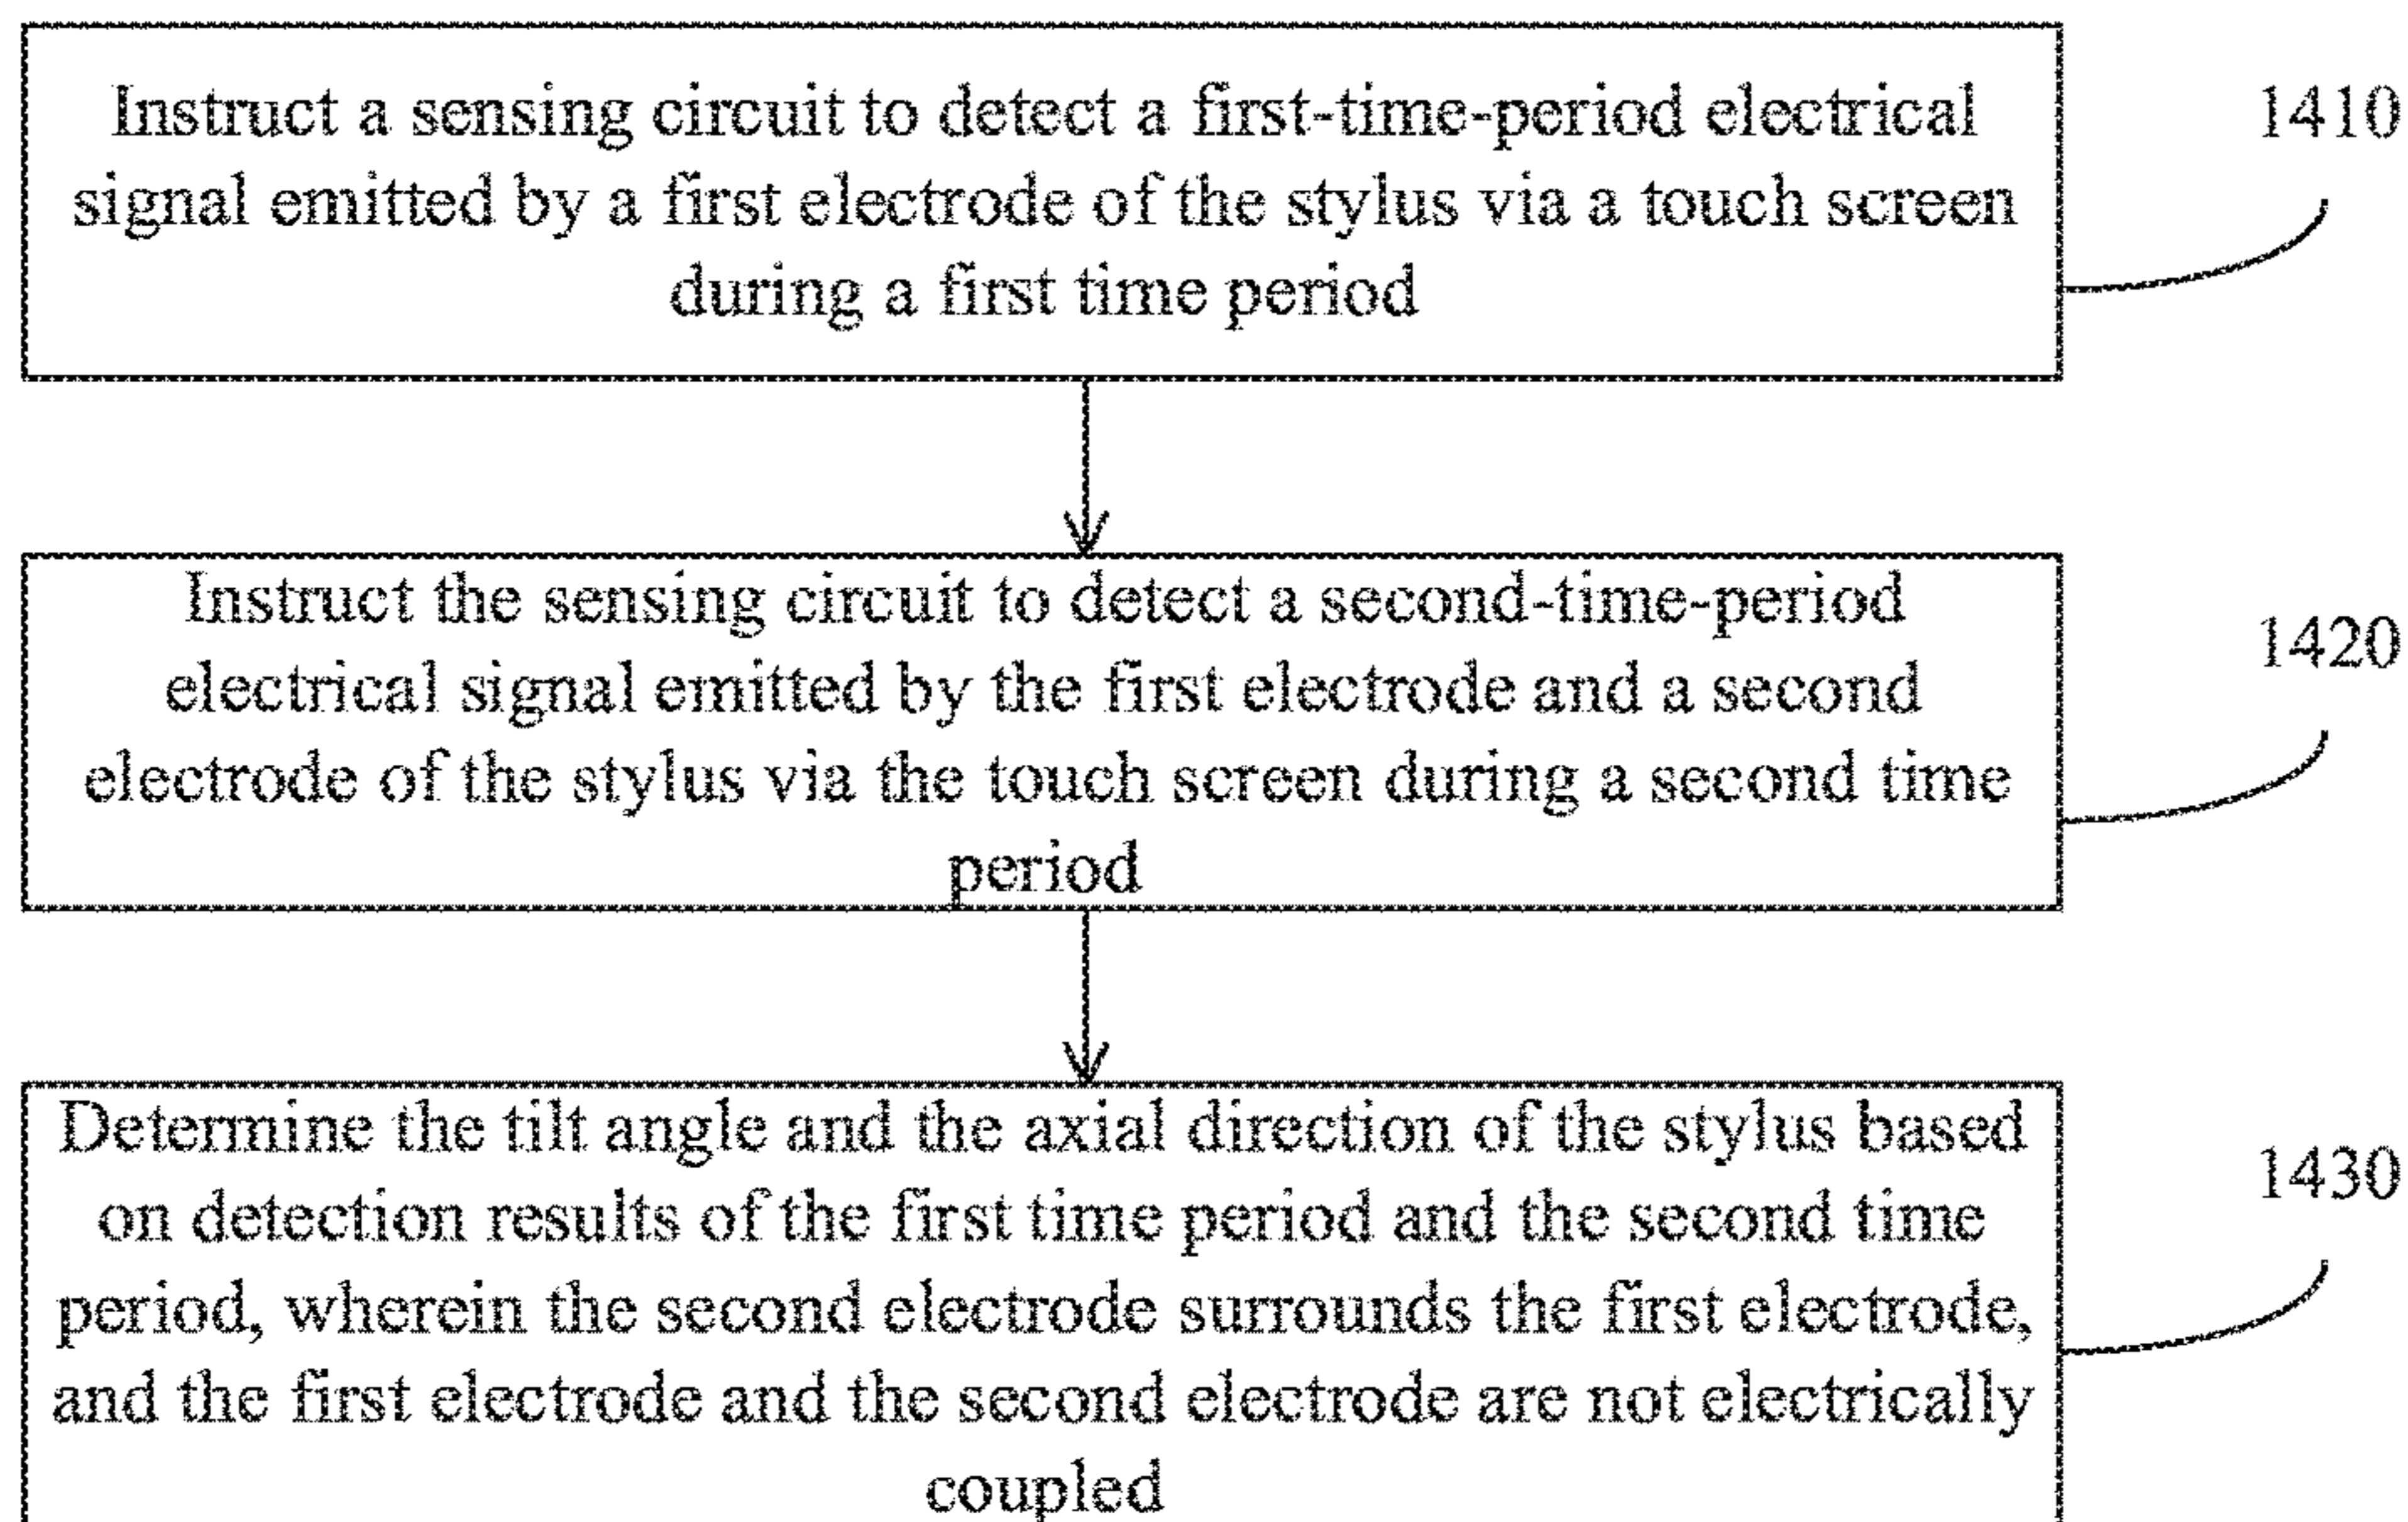 Instruct a sensing circuit to detect a first-time-period electrical
signal emitted by a first electrode of the stylus via a touch screen
during a first time period
1410
Instruct the sensing circuit to detect a second-time-period
electrical signal emitted by the first electrode and a second
electrode of the stylus via the touch screen during a second time
period
1420
Determine the tilt angle and the axial direction of the stylus based
on detection results of the first time period and the second time
period, wherein the second electrode surrounds the first electrode,
and the first electrode and the second electrode are not electrically
coupled
1430